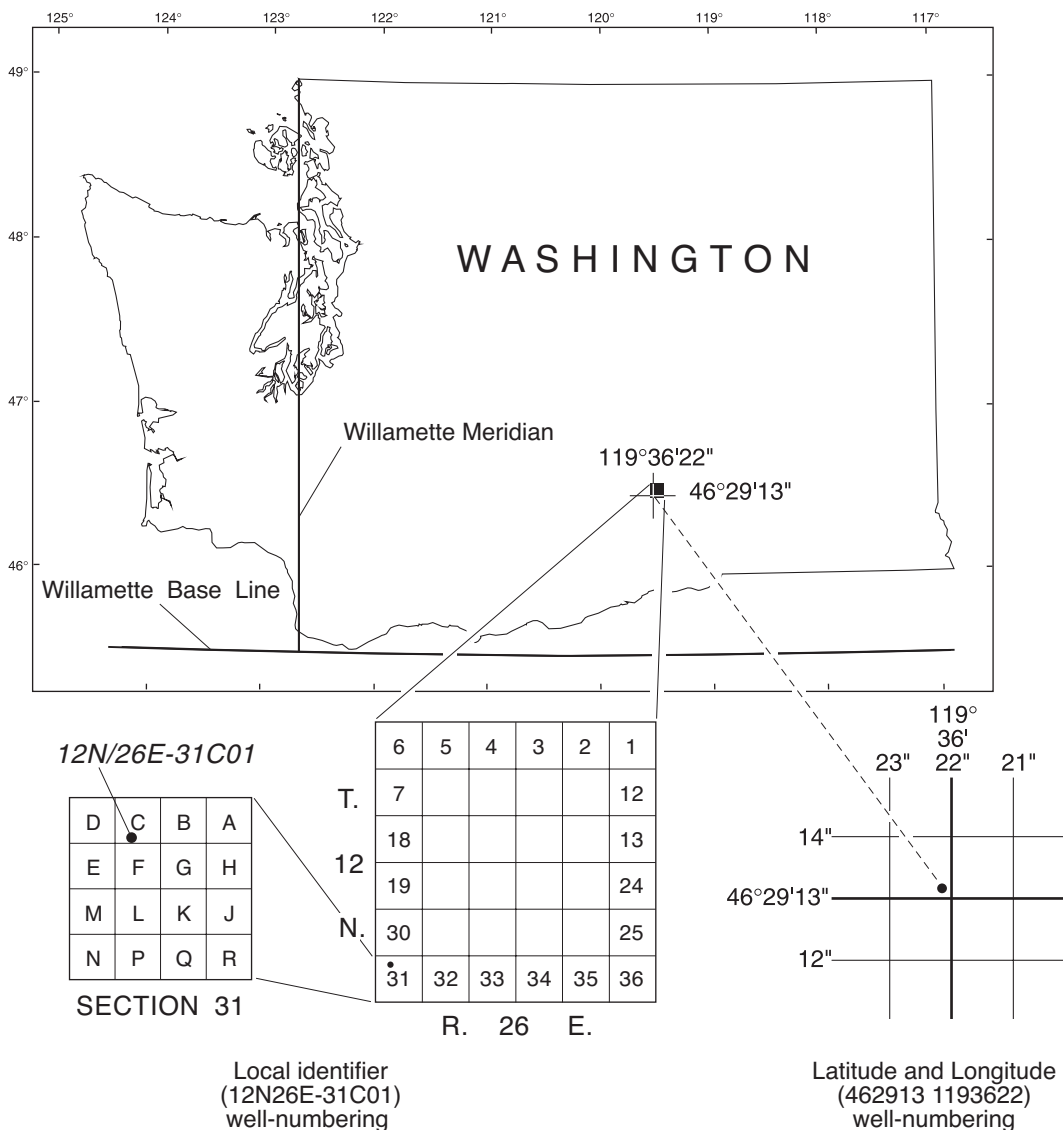 125° 124° 123° 122° 121° 120° 119° 118° 117°
49°
48°
WASHINGTON
47°
Willamette Meridian
119°36'22"
46°29'13"
46°
Willamette Base Line
12N/26E-31C01
D C B A
E F G H
M L K J
N P Q R
SECTION 31
T.
12
N.
6 5 4 3 2 1
7 12
18 13
19 24
30 25
31 32 33 34 35 36
R. 26 E.
119°
36'
23" 22" 21"
14"
46°29'13"
12"
Local identifier
(12N26E-31C01)
well-numbering
Latitude and Longitude
(462913 1193622)
well-numbering